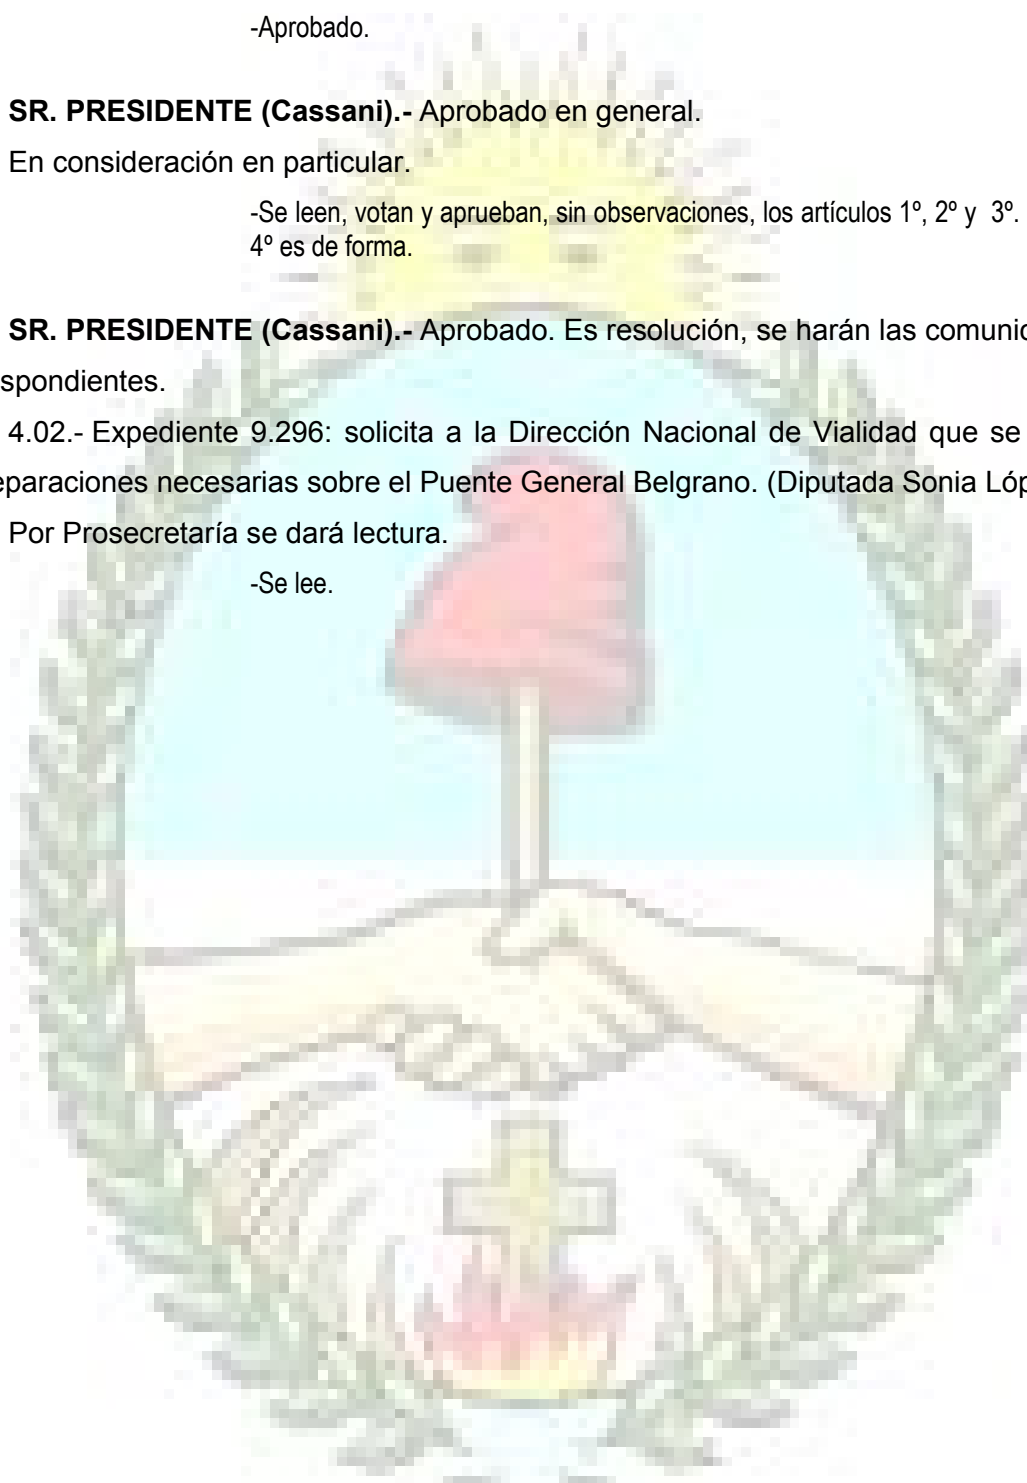 -Aprobado.
SR. PRESIDENTE (Cassani).- Aprobado en general.
En consideración en particular.
-Se leen, votan y aprueban, sin observaciones, los artículos 1º, 2º y 3º.
4º es de forma.
SR. PRESIDENTE (Cassani).- Aprobado. Es resolución, se harán las comunic
spondientes.
4.02.- Expediente 9.296: solicita a la Dirección Nacional de Vialidad que se
eparaciones necesarias sobre el Puente General Belgrano. (Diputada Sonia Lóp
Por Prosecretaría se dará lectura.
-Se lee.